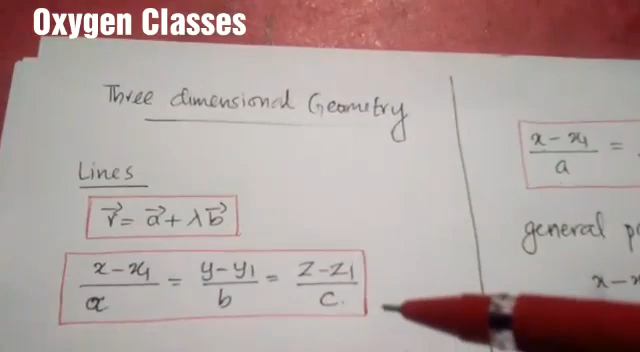 Oxygen Classes
Three dimensional Geometry
Lines
r⃗ = a⃗ + λb⃗
(x - x₁)/a = (y - y₁)/b = (z - z₁)/c.
(x - x₁)/a =
general
x -